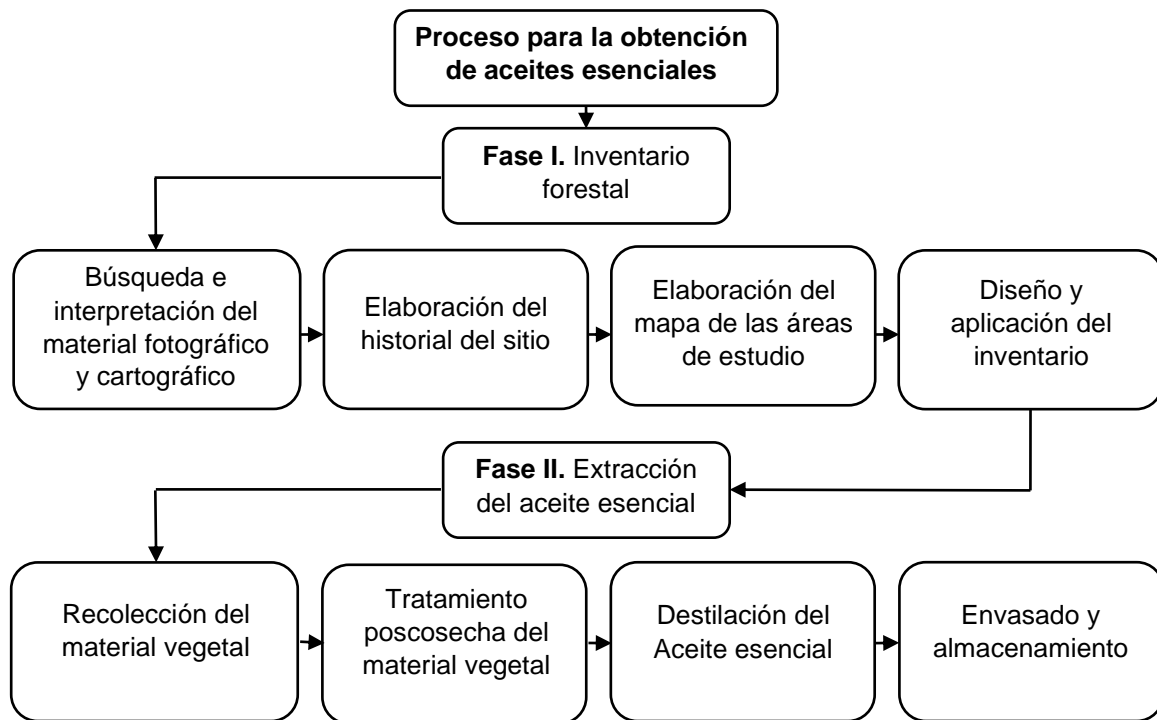 Proceso para la obtención
de aceites esenciales
Fase I. Inventario
forestal
Búsqueda e
interpretación del
material fotográfico
y cartográfico
Elaboración del
historial del sitio
Elaboración del
mapa de las áreas
de estudio
Diseño y
aplicación del
inventario
Fase II. Extracción
del aceite esencial
Recolección del
material vegetal
Tratamiento
poscosecha del
material vegetal
Destilación del
Aceite esencial
Envasado y
almacenamiento